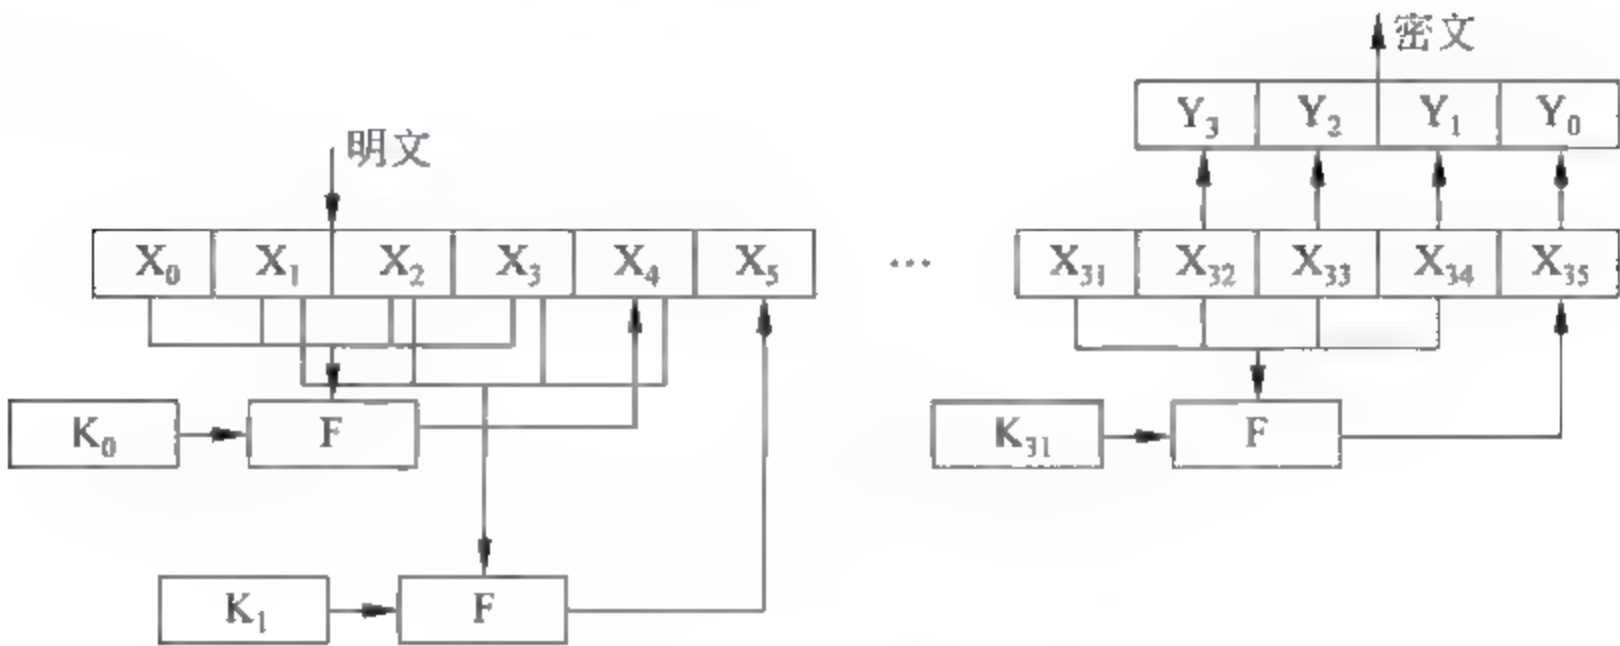 密文
Y₃ Y₂ Y₁ Y₀
明文
X₀ X₁ X₂ X₃ X₄ X₅ … X₃₁ X₃₂ X₃₃ X₃₄ X₃₅
K₀ F K₃₁ F
K₁ F